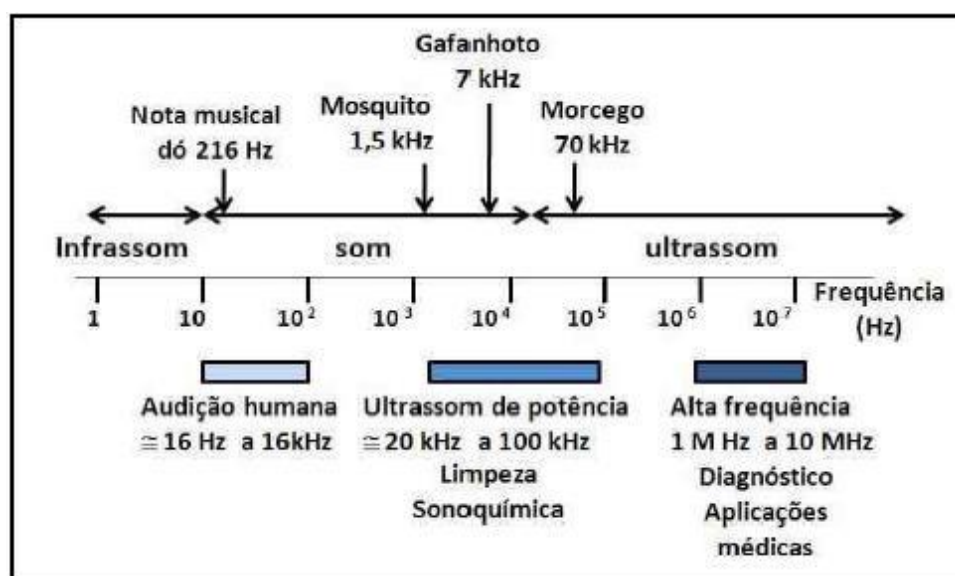 Gafanhoto
7 kHz
Nota musical
dó 216 Hz
Mosquito
1,5 kHz
Morcego
70 kHz
Infrassom som ultrassom
1 10 10² 10³ 10⁴ 10⁵ 10⁶ 10⁷
Frequência
(Hz)
Audição humana
≅ 16 Hz a 16kHz
Ultrassom de potência
≅ 20 kHz a 100 kHz
Limpeza
Sonoquímica
Alta frequência
1 M Hz a 10 MHz
Diagnóstico
Aplicações
médicas